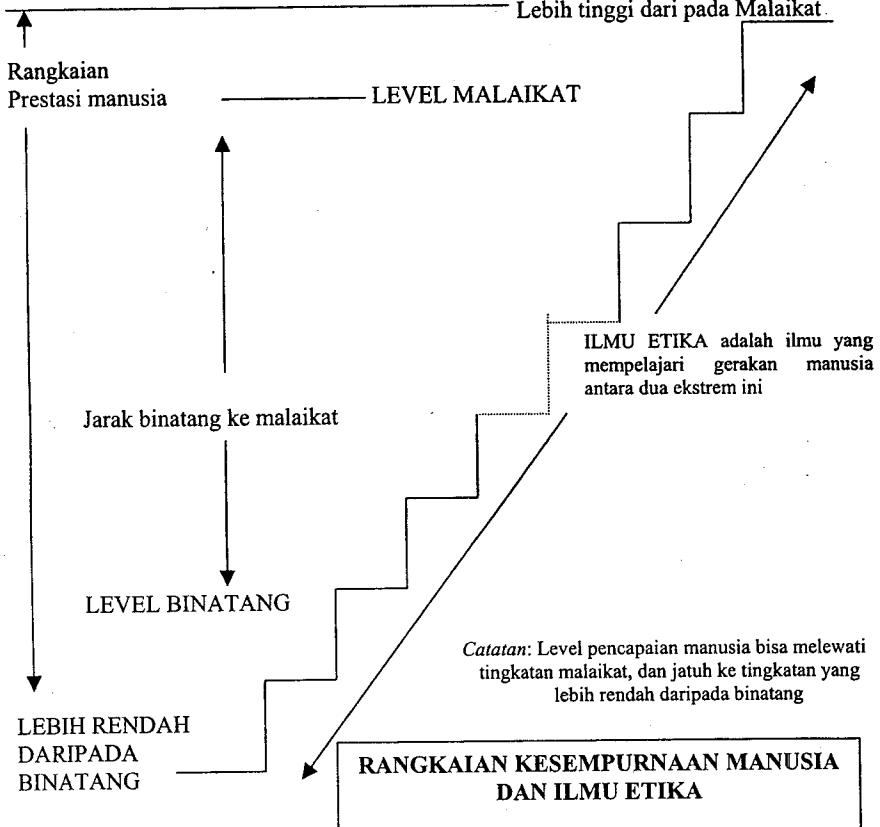 Lebih tinggi dari pada Malaikat
Rangkaian
Prestasi manusia
LEVEL MALAIKAT
ILMU ETIKA adalah ilmu yang
mempelajari gerakan manusia
antara dua ekstrem ini
Jarak binatang ke malaikat
LEVEL BINATANG
Catatan: Level pencapaian manusia bisa melewati
tingkatan malaikat, dan jatuh ke tingkatan yang
lebih rendah daripada binatang
LEBIH RENDAH
DARIPADA
BINATANG
RANGKAIAN KESEMPURNAAN MANUSIA
DAN ILMU ETIKA